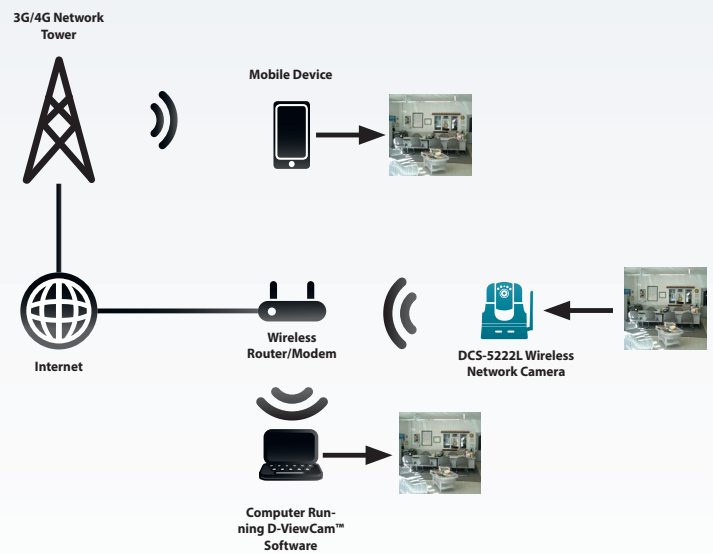 3G/4G Network
Tower
Mobile Device
Internet
Wireless
Router/Modem
DCS-5222L Wireless
Network Camera
Computer Run-
ning D-ViewCam™
Software